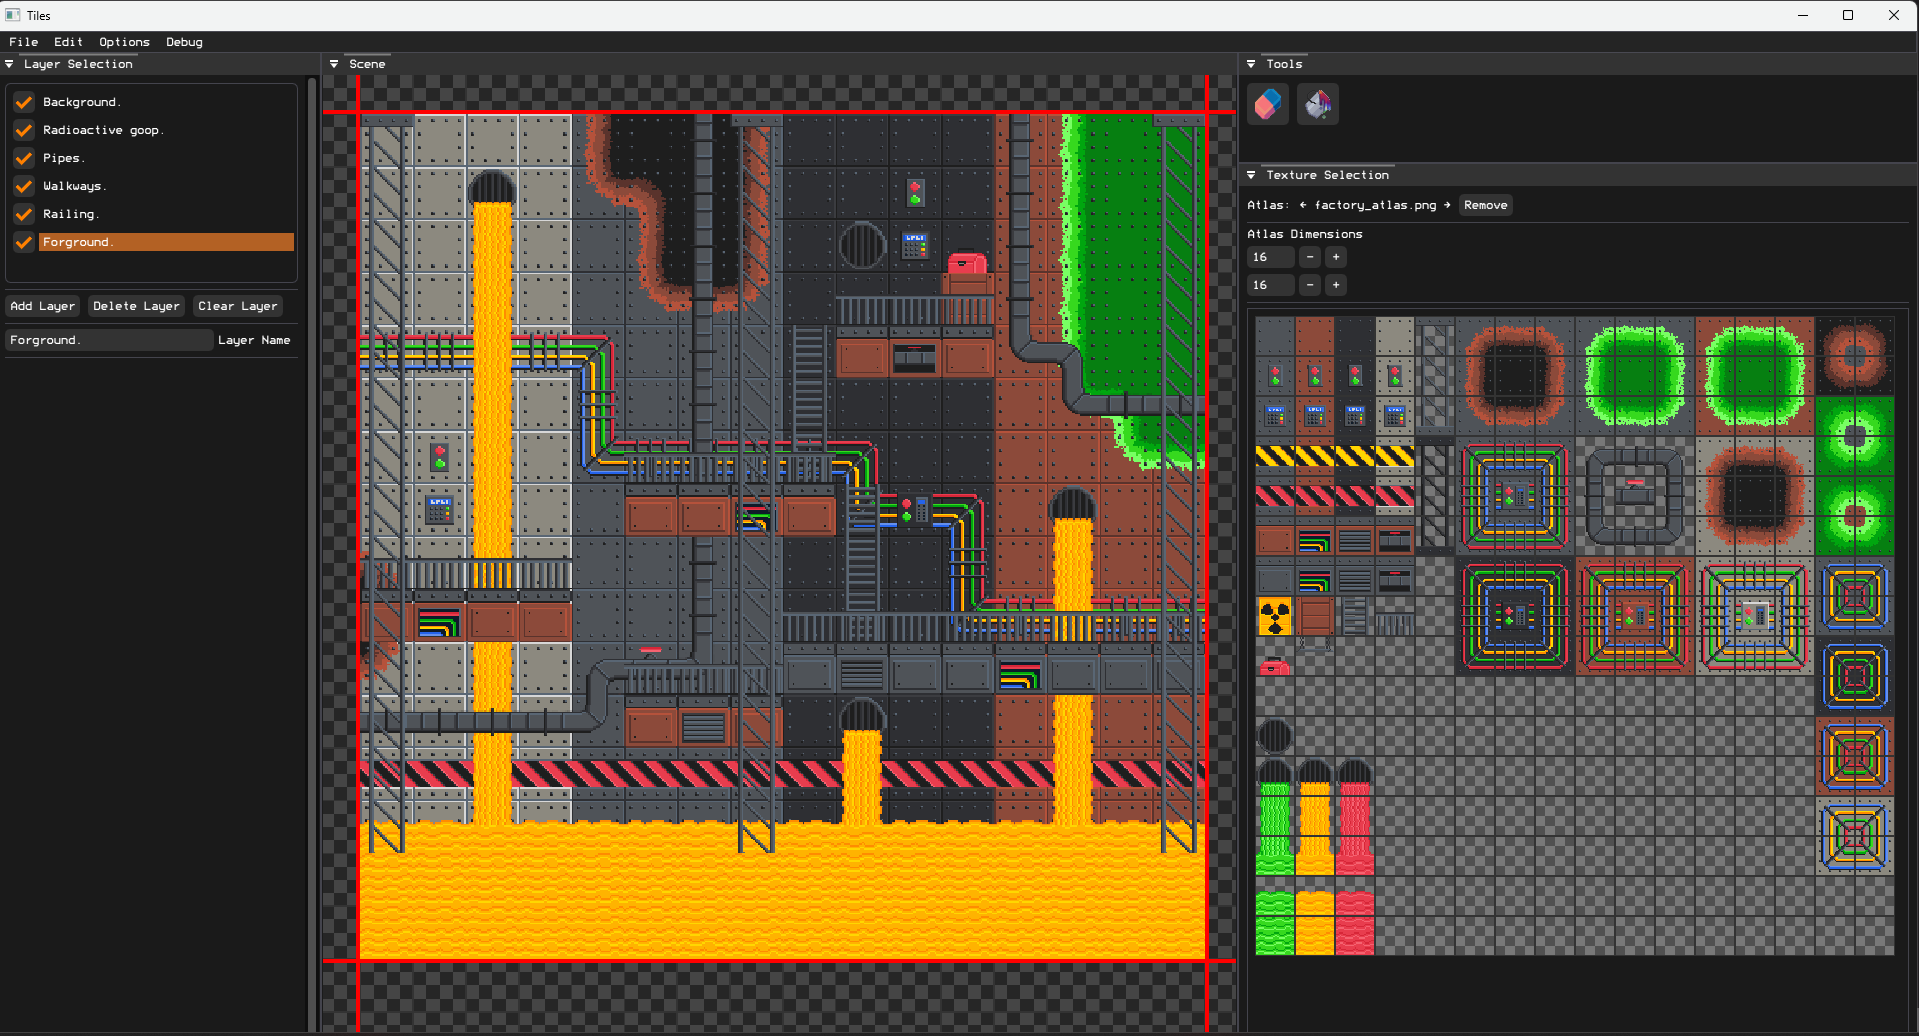 Tiles
File Edit Options Debug
Layer Selection
Background.
Radioactive goop.
Pipes.
Walkways.
Railing.
Forground.
Add Layer Delete Layer Clear Layer
Forground. Layer Name
Scene
Tools
Texture Selection
Atlas: factory_atlas.png Remove
Atlas Dimensions
16 - +
16 - +